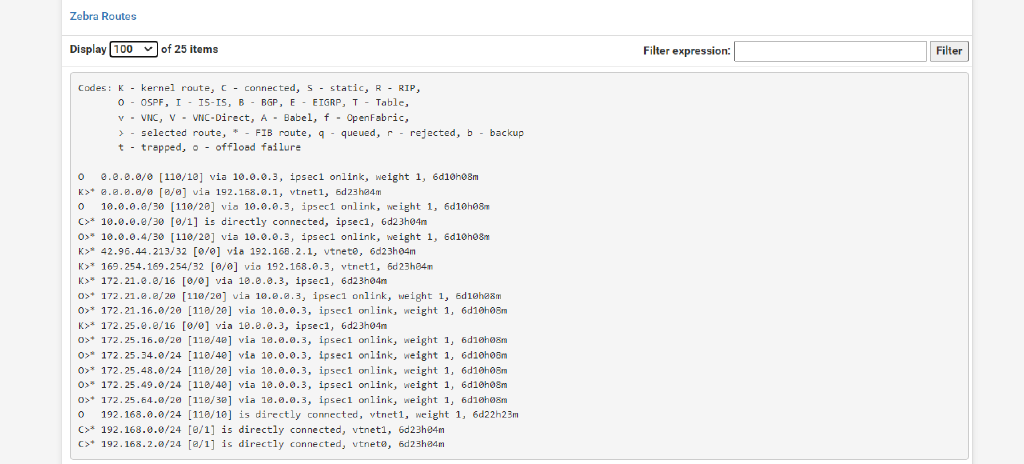 Zebra Routes
Display 100 of 25 items
Filter expression: Filter
Codes: K - kernel route, C - connected, S - static, R - RIP,
O - OSPF, I - IS-IS, B - BGP, E - EIGRP, T - Table,
v - VNC, V - VNC-Direct, A - Babel, f - OpenFabric,
> - selected route, * - FIB route, q - queued, r - rejected, b - backup
t - trapped, o - offload failure
O 0.0.0.0/0 [110/10] via 10.0.0.3, ipsec1 onlink, weight 1, 6d10h08m
K>* 0.0.0.0/0 [0/0] via 192.168.0.1, vtnet1, 6d23h04m
O 10.0.0.0/30 [110/20] via 10.0.0.3, ipsec1 onlink, weight 1, 6d10h08m
C>* 10.0.0.0/30 [0/1] is directly connected, ipsec1, 6d23h04m
O>* 10.0.0.4/30 [110/20] via 10.0.0.3, ipsec1 onlink, weight 1, 6d10h08m
K>* 42.96.44.213/32 [0/0] via 192.168.2.1, vtnet0, 6d23h04m
K>* 169.254.169.254/32 [0/0] via 192.168.0.3, vtnet1, 6d23h04m
K>* 172.21.0.0/16 [0/0] via 10.0.0.3, ipsec1, 6d23h04m
O>* 172.21.0.0/20 [110/20] via 10.0.0.3, ipsec1 onlink, weight 1, 6d10h08m
O>* 172.21.16.0/20 [110/20] via 10.0.0.3, ipsec1 onlink, weight 1, 6d10h08m
K>* 172.25.0.0/16 [0/0] via 10.0.0.3, ipsec1, 6d23h04m
O>* 172.25.16.0/20 [110/40] via 10.0.0.3, ipsec1 onlink, weight 1, 6d10h08m
O>* 172.25.34.0/24 [110/40] via 10.0.0.3, ipsec1 onlink, weight 1, 6d10h08m
O>* 172.25.48.0/24 [110/20] via 10.0.0.3, ipsec1 onlink, weight 1, 6d10h08m
O>* 172.25.49.0/24 [110/40] via 10.0.0.3, ipsec1 onlink, weight 1, 6d10h08m
O>* 172.25.64.0/20 [110/30] via 10.0.0.3, ipsec1 onlink, weight 1, 6d10h08m
O 192.168.0.0/24 [110/10] is directly connected, vtnet1, weight 1, 6d22h23m
C>* 192.168.0.0/24 [0/1] is directly connected, vtnet1, 6d23h04m
C>* 192.168.2.0/24 [0/1] is directly connected, vtnet0, 6d23h04m